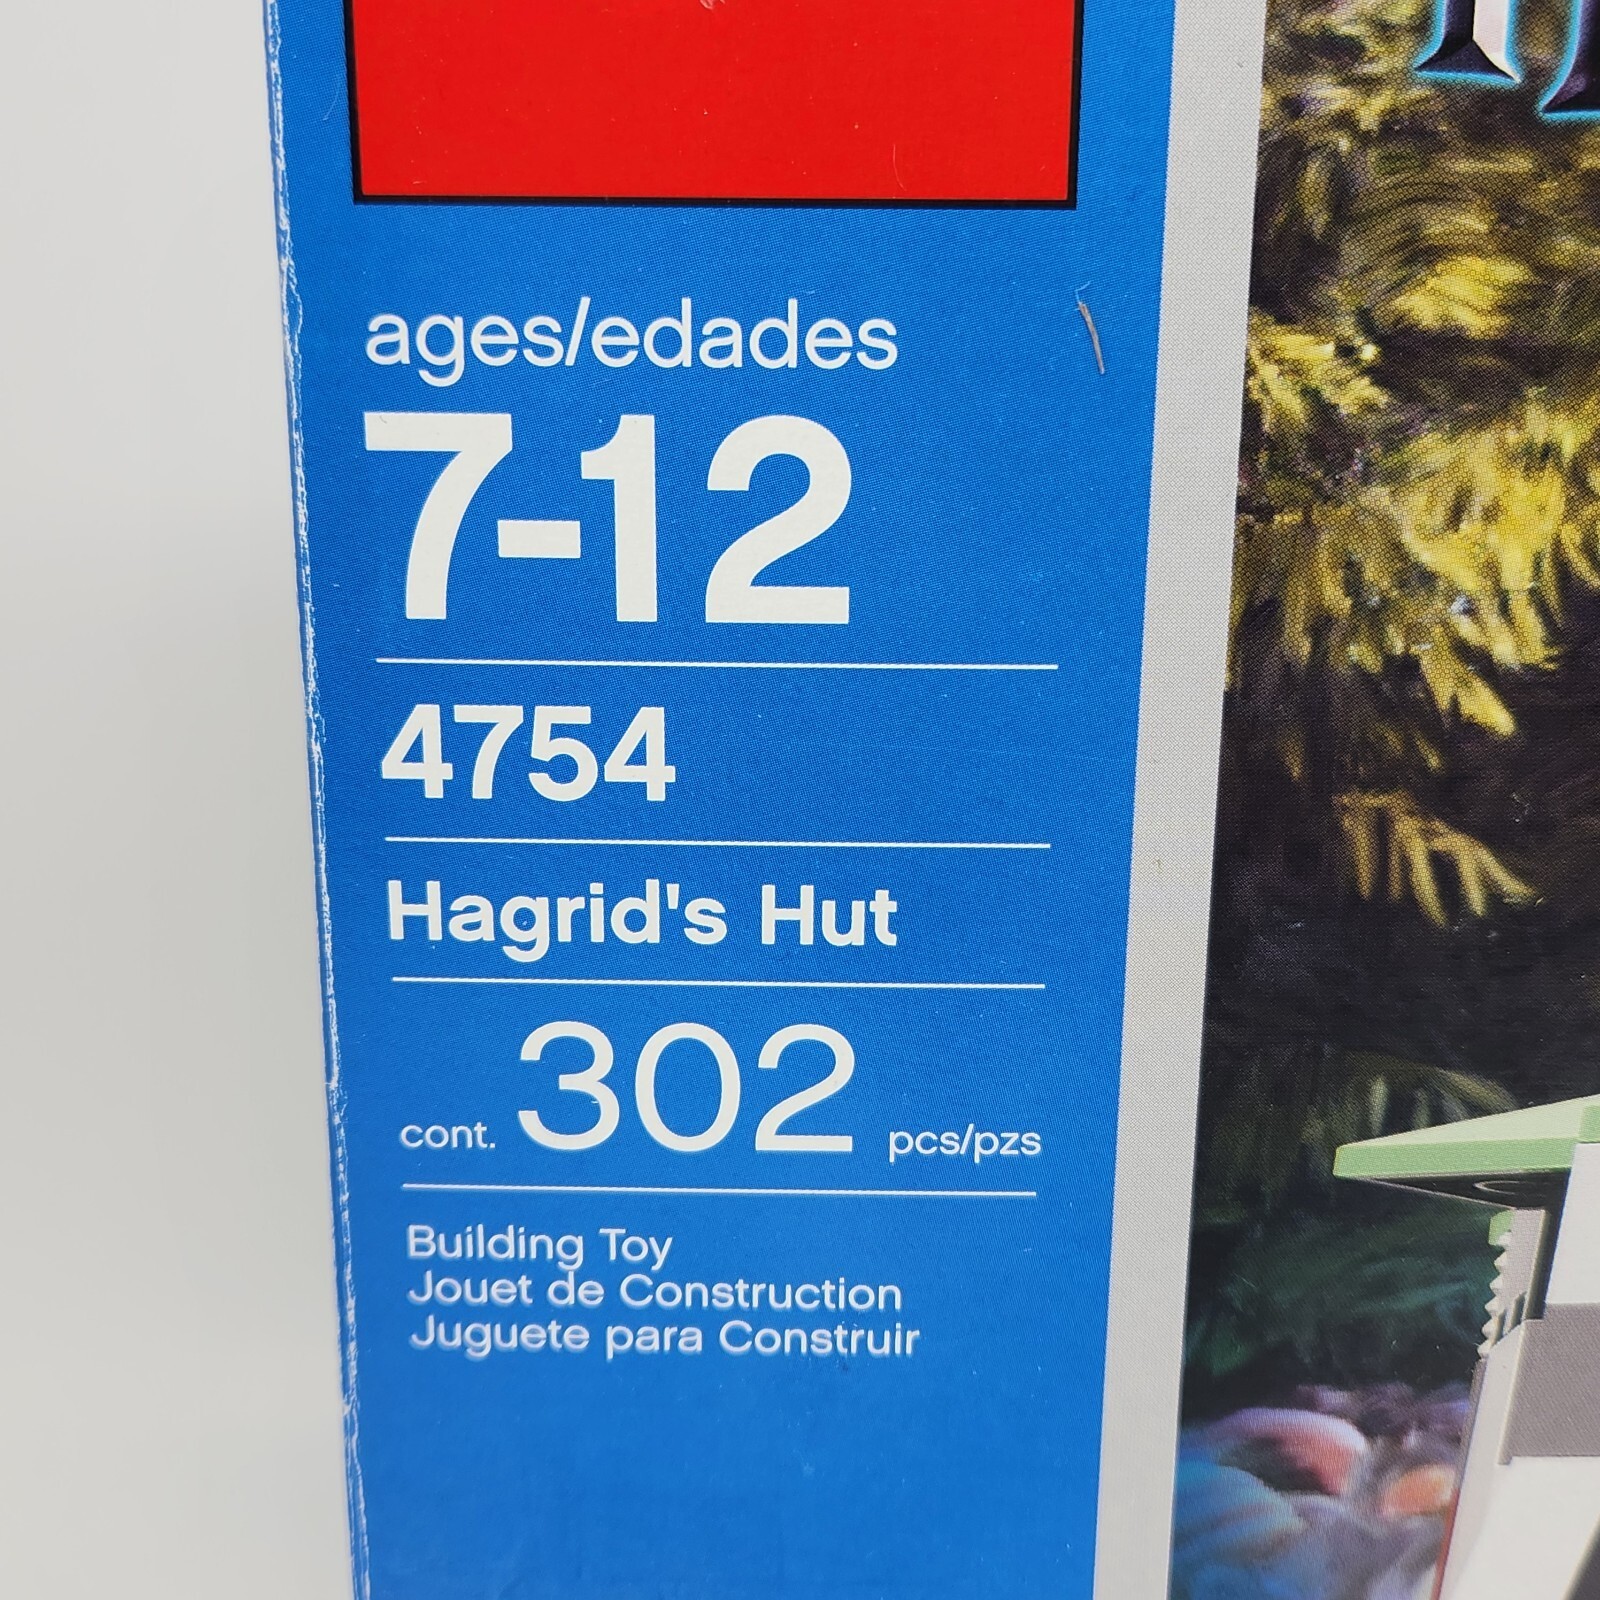 ages/edades
7-12
4754
Hagrid's Hut
cont. 302 pcs/pzs
Building Toy
Jouet de Construction
Juguete para Construir